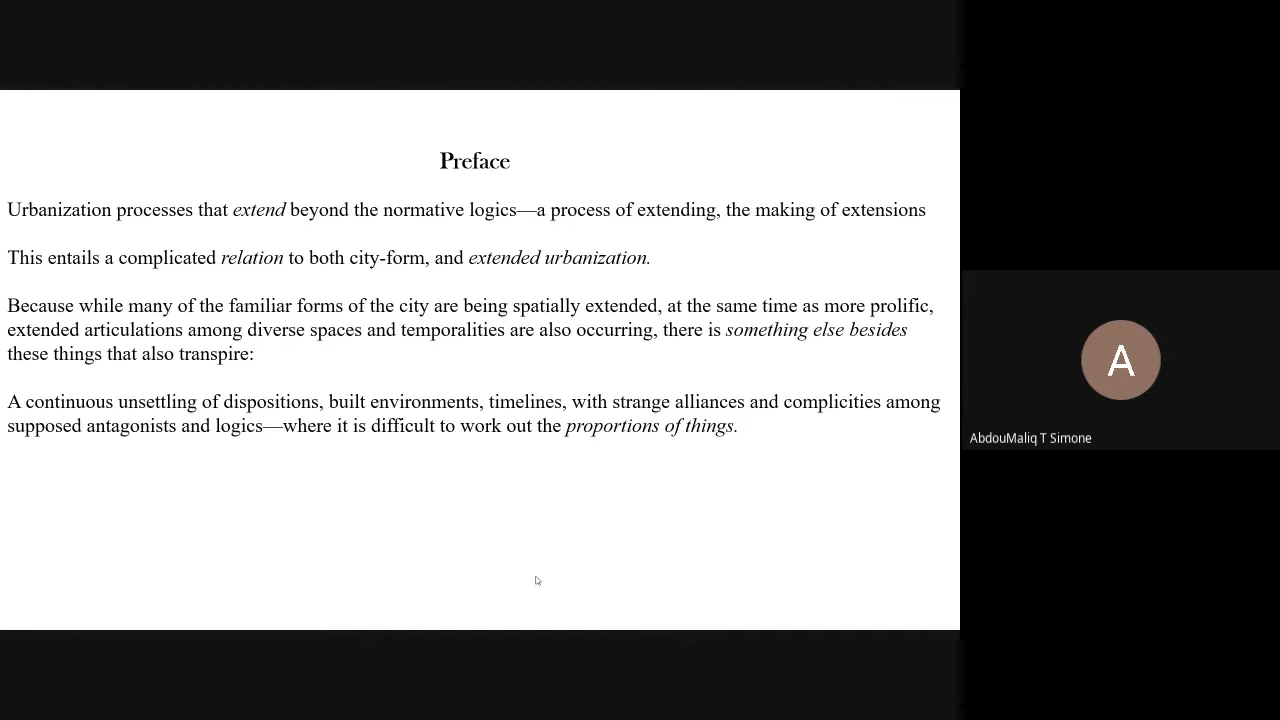 Preface
Urbanization processes that extend beyond the normative logics—a process of extending, the making of extensions
This entails a complicated relation to both city-form, and extended urbanization.
Because while many of the familiar forms of the city are being spatially extended, at the same time as more prolific,
extended articulations among diverse spaces and temporalities are also occurring, there is something else besides
these things that also transpire:
A continuous unsettling of dispositions, built environments, timelines, with strange alliances and complicities among
supposed antagonists and logics—where it is difficult to work out the proportions of things.
A
AbdouMaliq T Simone